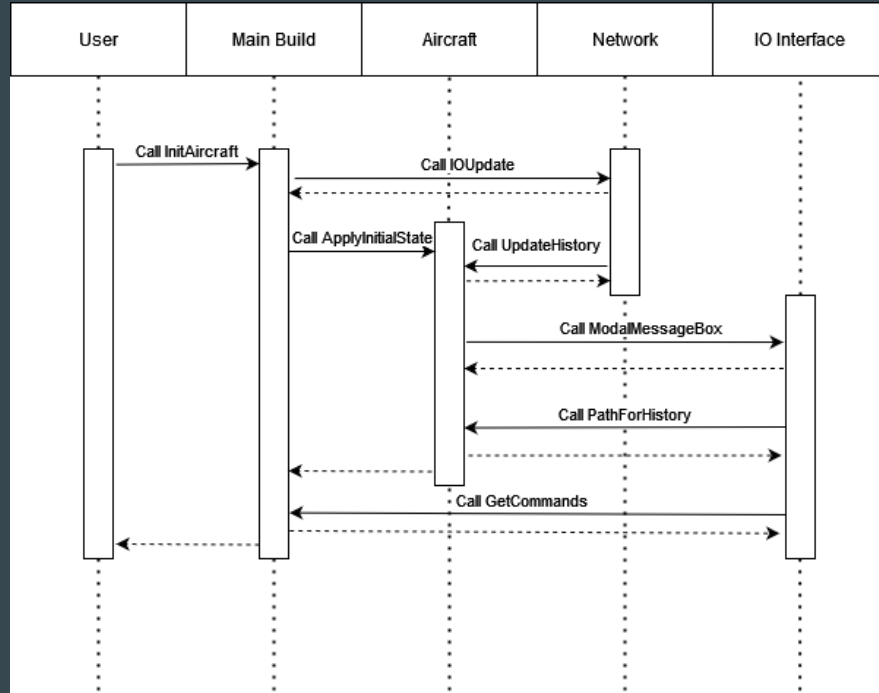 User
Main Build
Aircraft
Network
IO Interface
Call InitAircraft
Call IOUpdate
Call ApplyInitialState
Call UpdateHistory
Call ModalMessageBox
Call PathForHistory
Call GetCommands